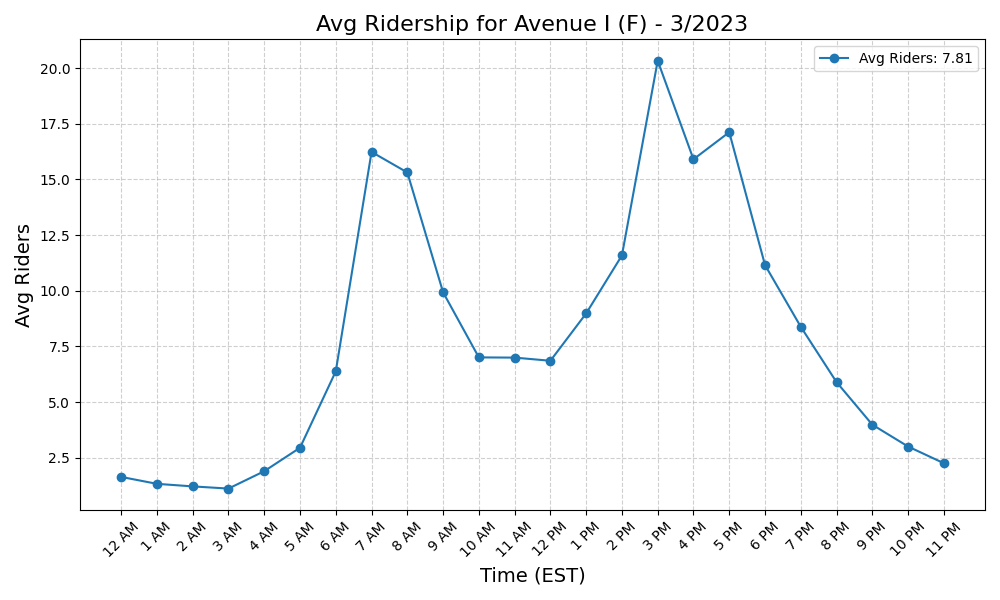 Avg Ridership for Avenue I (F) - 3/2023
Avg Riders: 7.81
Avg Riders
20.0
17.5
15.0
12.5
10.0
7.5
5.0
2.5
12 AM
1 AM
2 AM
3 AM
4 AM
5 AM
6 AM
7 AM
8 AM
9 AM
10 AM
11 AM
12 PM
1 PM
2 PM
3 PM
4 PM
5 PM
6 PM
7 PM
8 PM
9 PM
10 PM
11 PM
Time (EST)